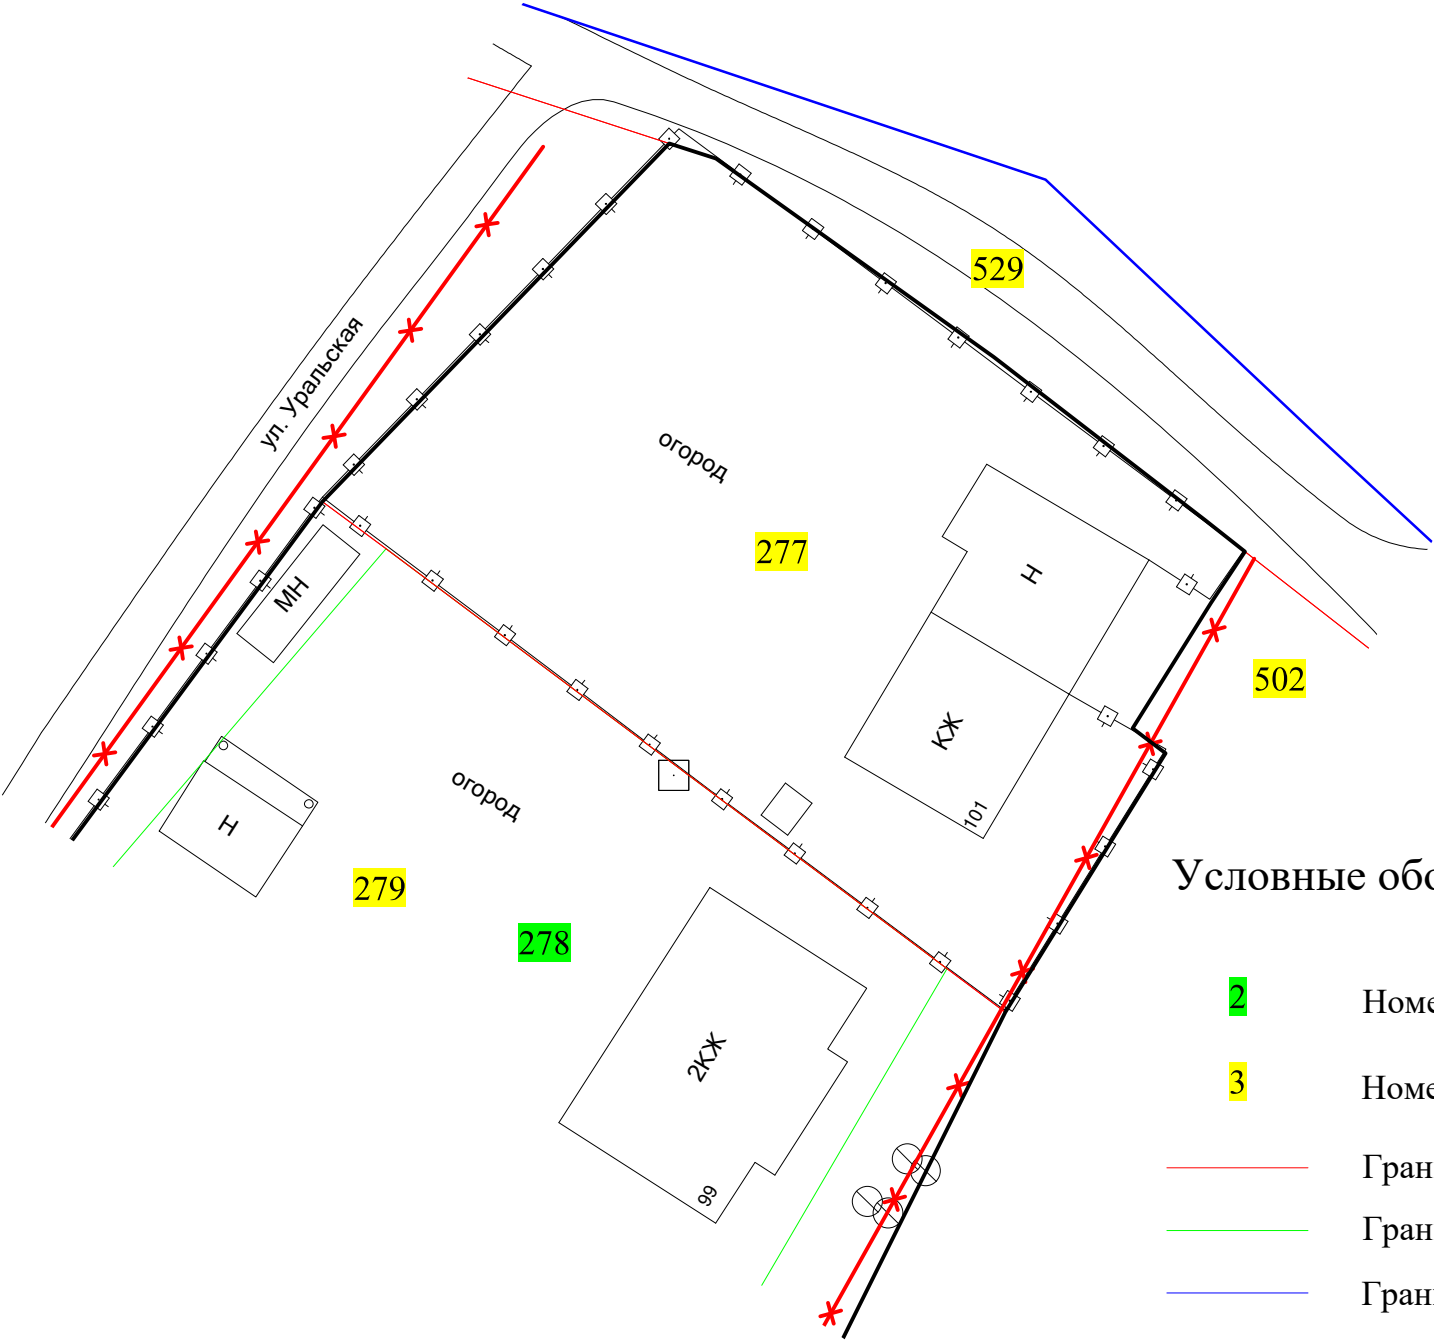 529
ул. Уральская
огород
277
Н
МН
502
КЖ
огород
101
Н
279
278
Условные обо
2
Номе
3
Номе
2КЖ
Гран
99
Гран
Гран